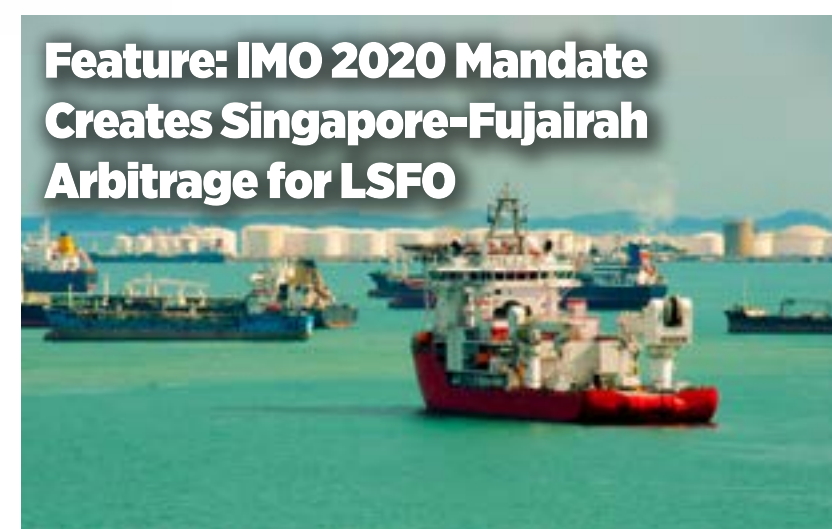 Feature: IMO 2020 Mandate
Creates Singapore-Fujairah
Arbitrage for LSFO